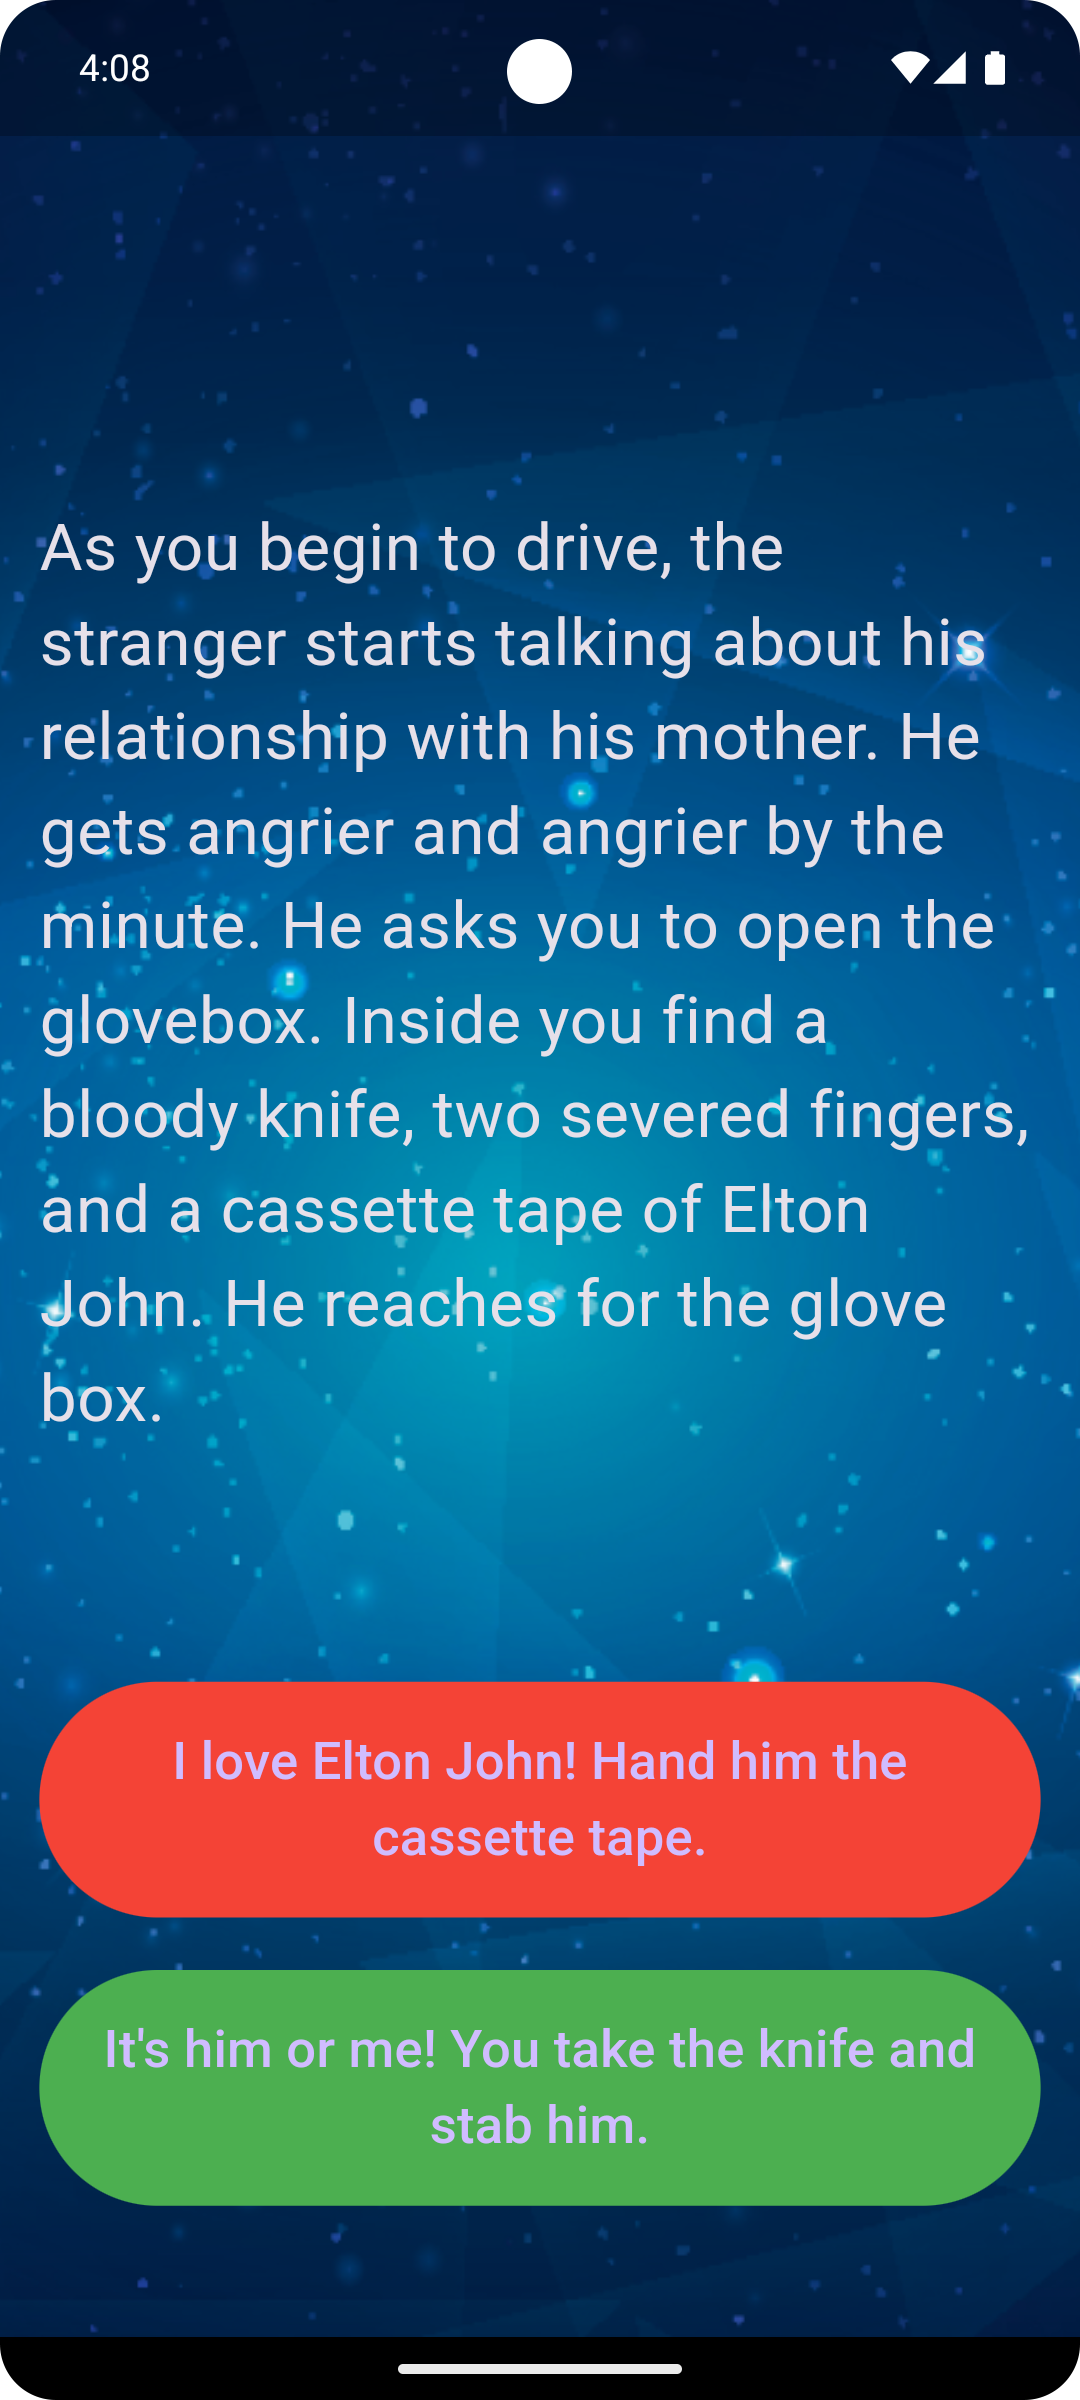 4:08
As you begin to drive, the
stranger starts talking about his
relationship with his mother. He
gets angrier and angrier by the
minute. He asks you to open the
glovebox. Inside you find a
bloody knife, two severed fingers,
and a cassette tape of Elton
John. He reaches for the glove
box.
I love Elton John! Hand him the
cassette tape.
It's him or me! You take the knife and
stab him.